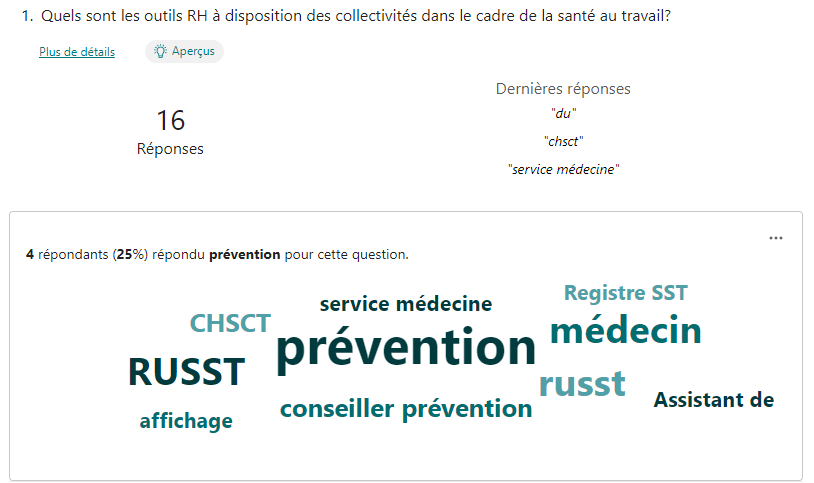 1. Quels sont les outils RH à disposition des collectivités dans le cadre de la santé au travail?
Plus de détails
Aperçus
16
Réponses
Dernières réponses
"du"
"chsct"
"service médecine"
...
4 répondants (25%) répondu prévention pour cette question.
Registre SST
service médecine
CHSCT
médecin
prévention
RUSST
russt
Assistant de
conseiller prévention
affichage